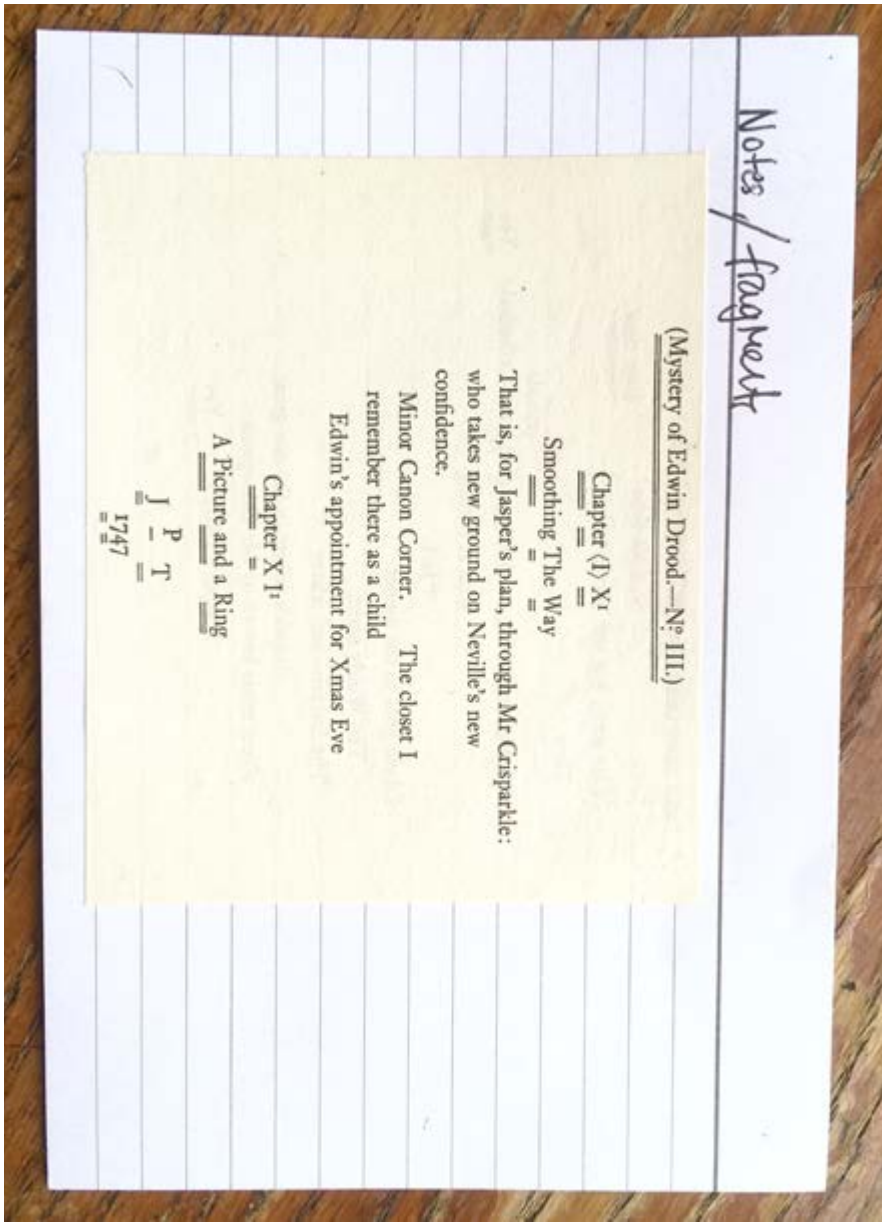 Notes / fragments
(Mystery of Edwin Drood.—Nº III.)
Chapter ⟨I⟩ X¹
Smoothing The Way
That is, for Jasper's plan, through Mr Crisparkle:
who takes new ground on Neville's new
confidence.
Minor Canon Corner. The closet I
remember there as a child
Edwin's appointment for Xmas Eve
Chapter X I¹
A Picture and a Ring
P
J – T
1747